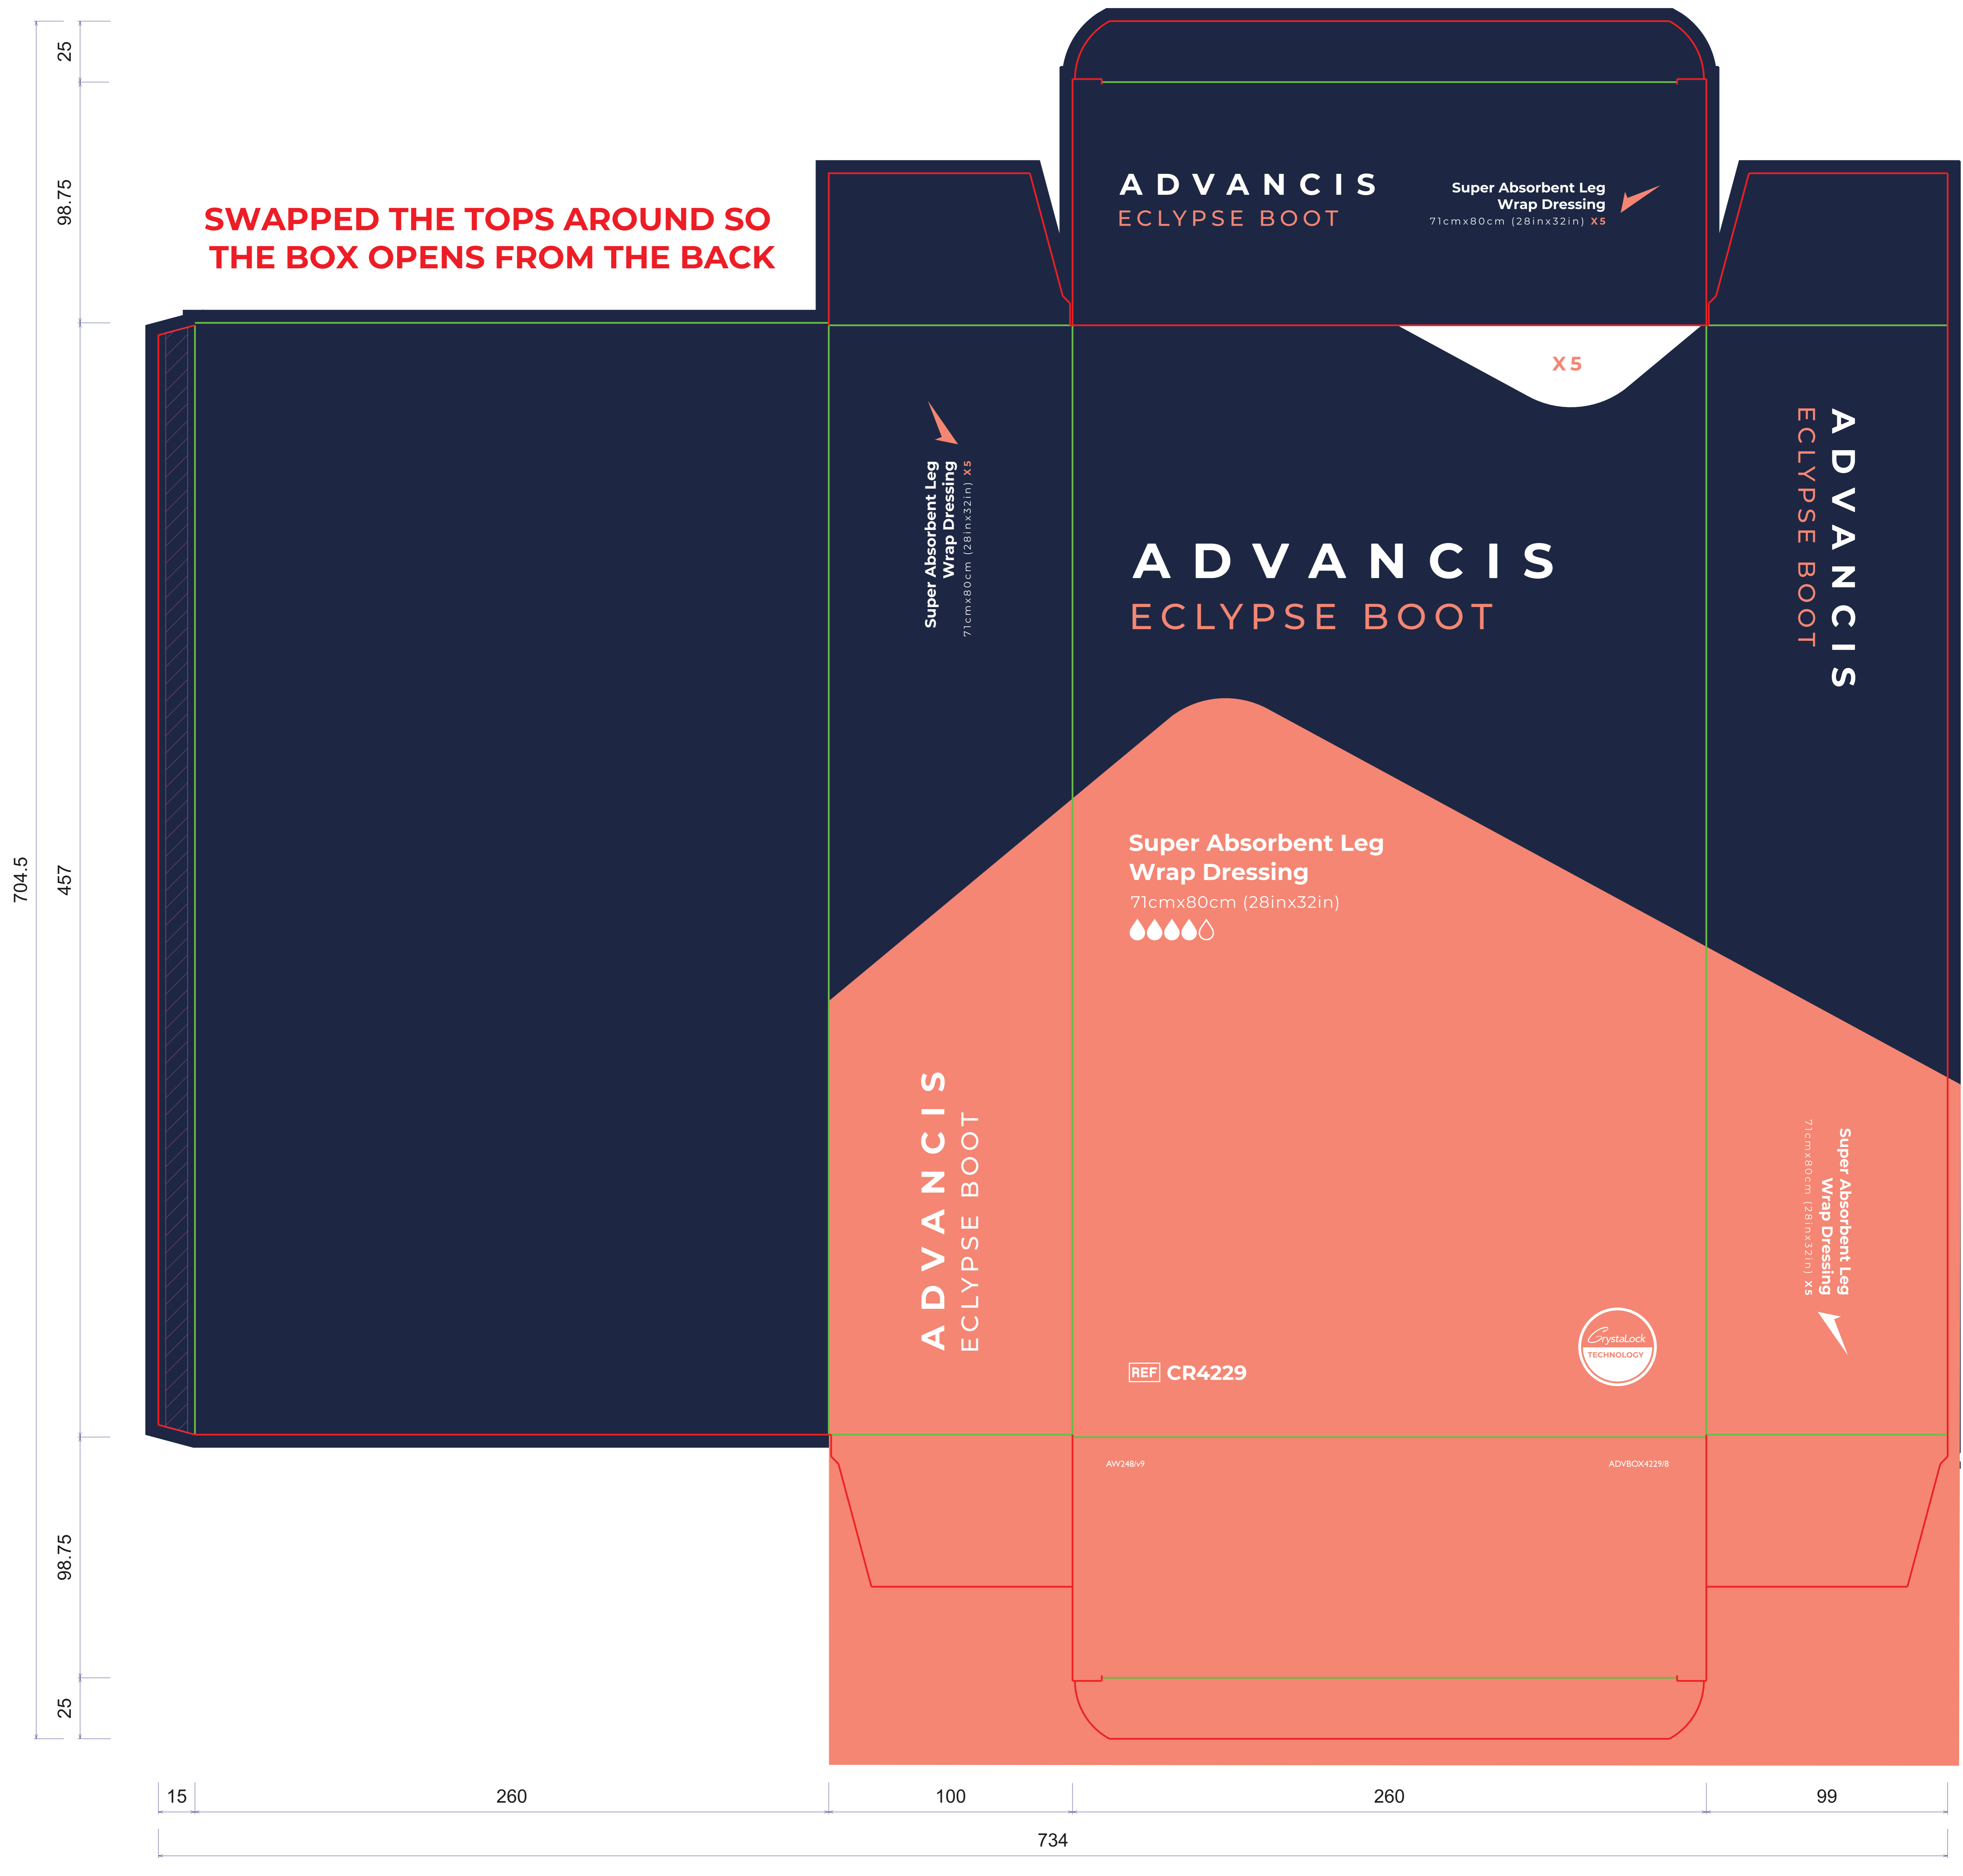 25
98.75
457
704.5
98.75
25
SWAPPED THE TOPS AROUND SO
THE BOX OPENS FROM THE BACK
ADVANCIS
ECLYPSE BOOT
Super Absorbent Leg
Wrap Dressing
71cmx80cm (28inx32in) X5
X5
Super Absorbent Leg
Wrap Dressing
71cmx80cm (28inx32in) X5
ADVANCIS
ECLYPSE BOOT
ADVANCIS
ECLYPSE BOOT
Super Absorbent Leg
Wrap Dressing
71cmx80cm (28inx32in)
ADVANCIS
ECLYPSE BOOT
Super Absorbent Leg
Wrap Dressing
71cmx80cm (28inx32in) X5
REF CR4229
CrystaLock
TECHNOLOGY
AW248/v9
ADVBOX4229/8
15
260
100
260
99
734